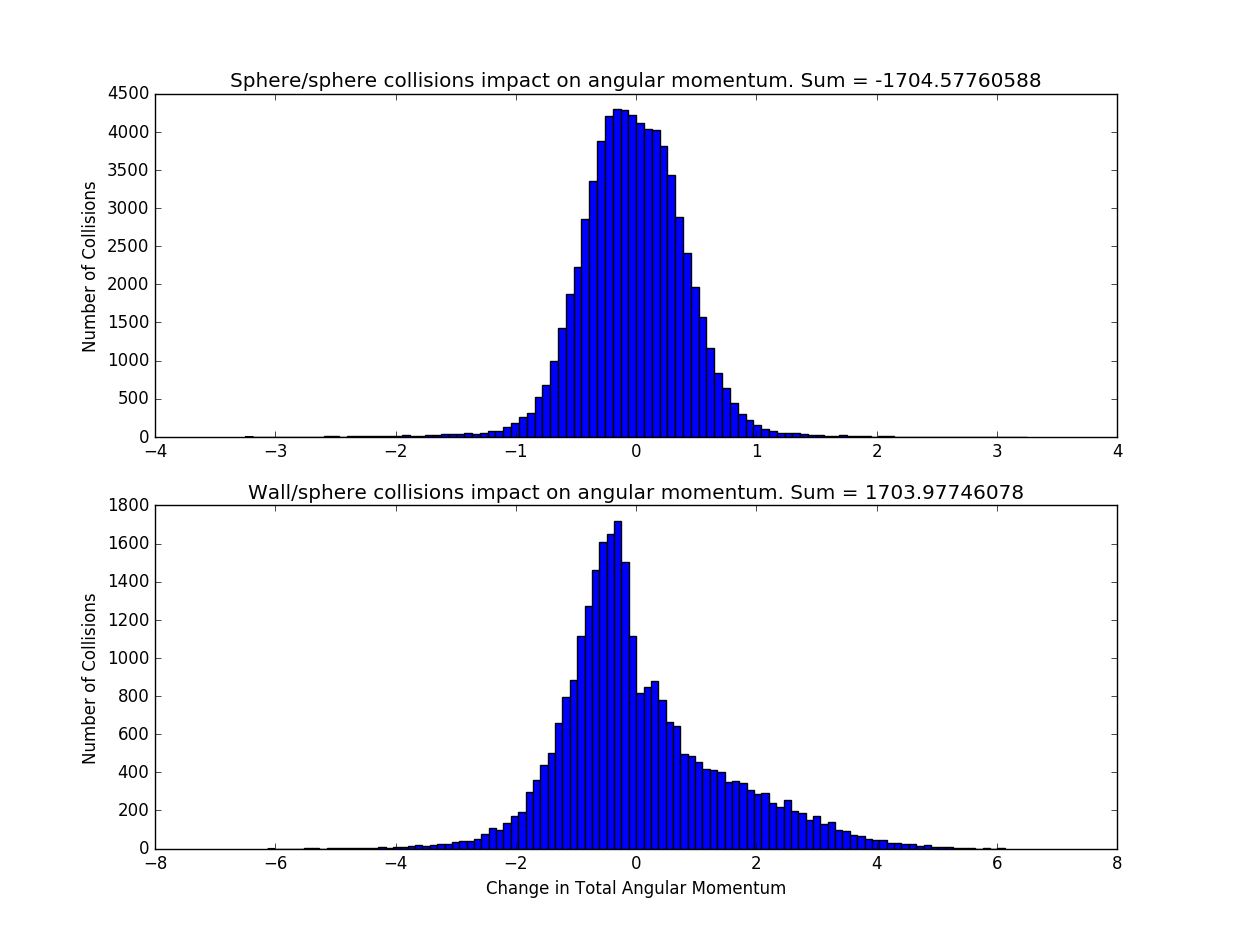 Sphere/sphere collisions impact on angular momentum. Sum = -1704.57760588
4500
4000
3500
3000
2500
2000
1500
1000
500
0
Number of Collisions
−4 −3 −2 −1 0 1 2 3 4
Wall/sphere collisions impact on angular momentum. Sum = 1703.97746078
1800
1600
1400
1200
1000
800
600
400
200
0
Number of Collisions
−8 −6 −4 −2 0 2 4 6 8
Change in Total Angular Momentum